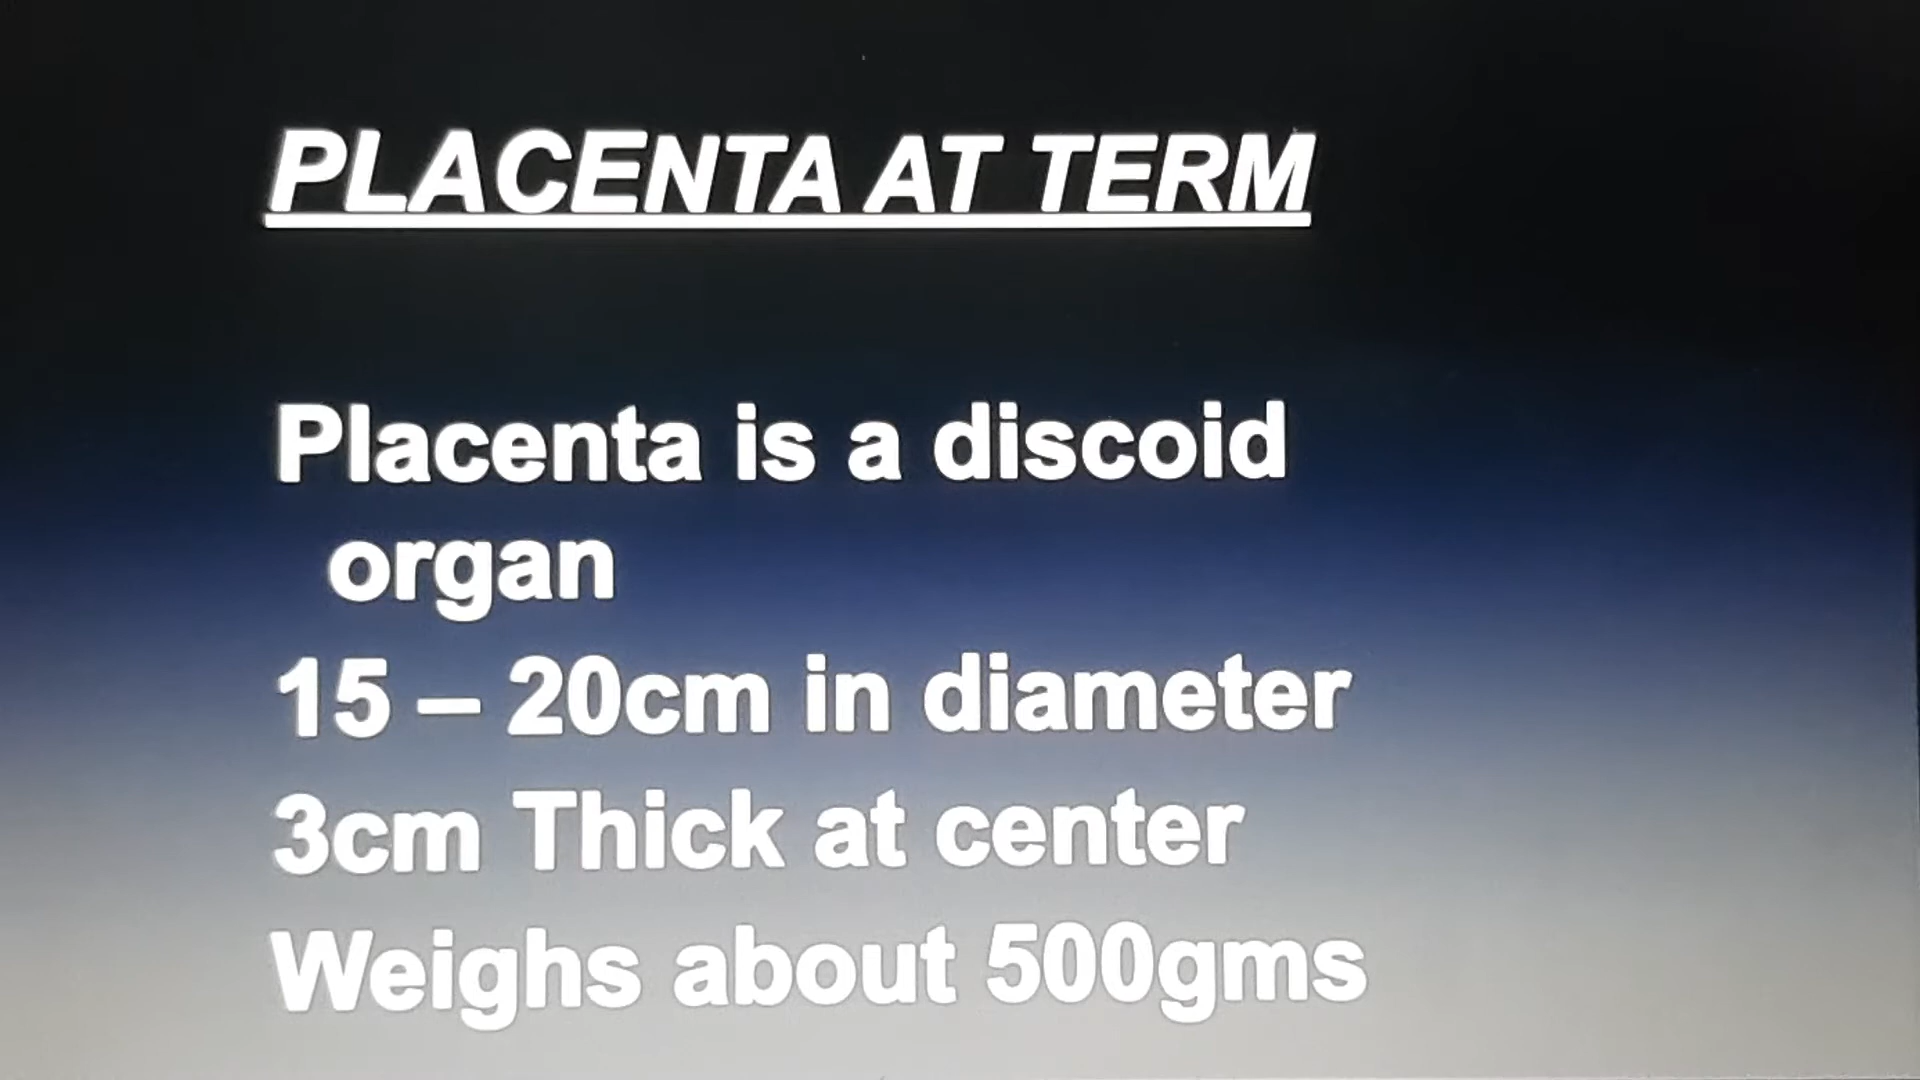 PLACENTA AT TERM
Placenta is a discoid
organ
15 – 20cm in diameter
3cm Thick at center
Weighs about 500gms